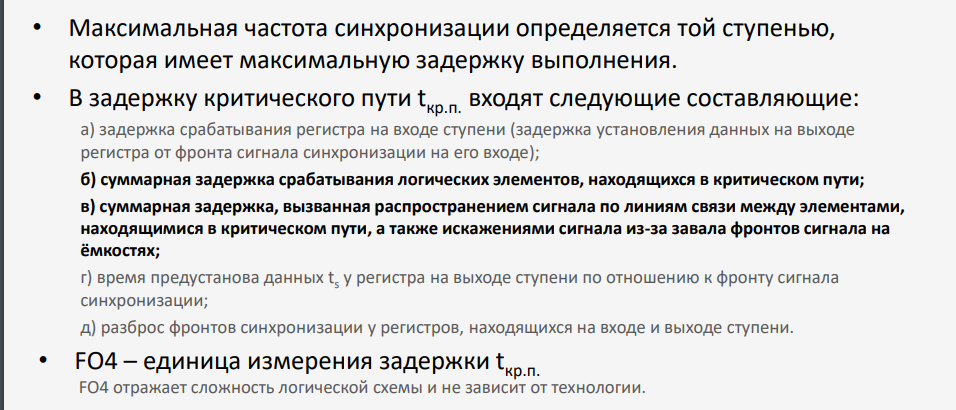 • Максимальная частота синхронизации определяется той ступенью,
которая имеет максимальную задержку выполнения.
• В задержку критического пути tкр.п. входят следующие составляющие:
а) задержка срабатывания регистра на входе ступени (задержка установления данных на выходе
регистра от фронта сигнала синхронизации на его входе);
б) суммарная задержка срабатывания логических элементов, находящихся в критическом пути;
в) суммарная задержка, вызванная распространением сигнала по линиям связи между элементами,
находящимися в критическом пути, а также искажениями сигнала из-за завала фронтов сигнала на
ёмкостях;
г) время предустанова данных ts у регистра на выходе ступени по отношению к фронту сигнала
синхронизации;
д) разброс фронтов синхронизации у регистров, находящихся на входе и выходе ступени.
• FO4 – единица измерения задержки tкр.п.
FO4 отражает сложность логической схемы и не зависит от технологии.